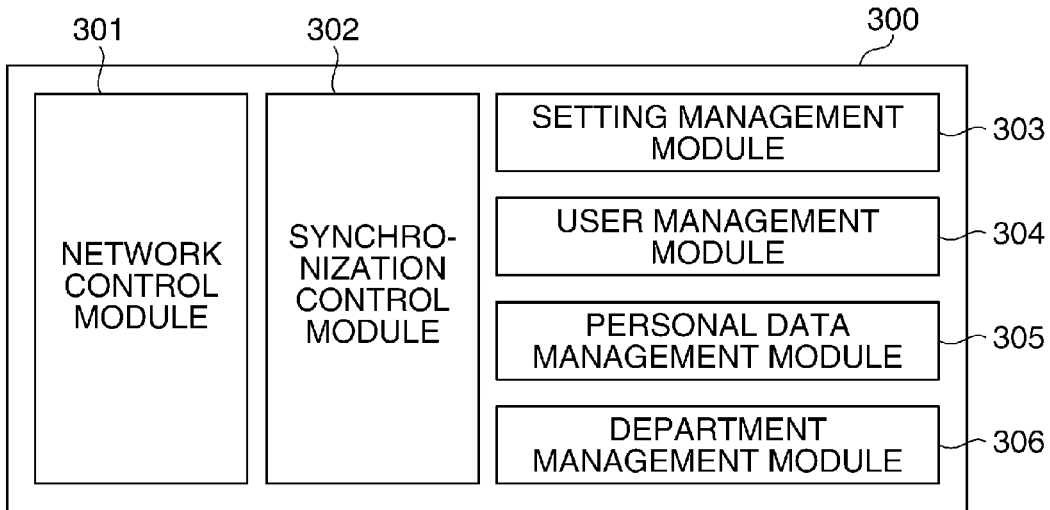 301
302
300
NETWORK
CONTROL
MODULE
SYNCHRO-
NIZATION
CONTROL
MODULE
SETTING MANAGEMENT
MODULE
303
USER MANAGEMENT
MODULE
304
PERSONAL DATA
MANAGEMENT MODULE
305
DEPARTMENT
MANAGEMENT MODULE
306